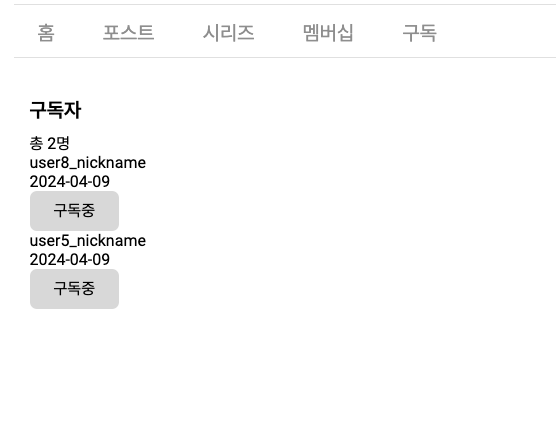 홈 포스트 시리즈 멤버십 구독
구독자
총 2명
user8_nickname
2024-04-09
구독중
user5_nickname
2024-04-09
구독중